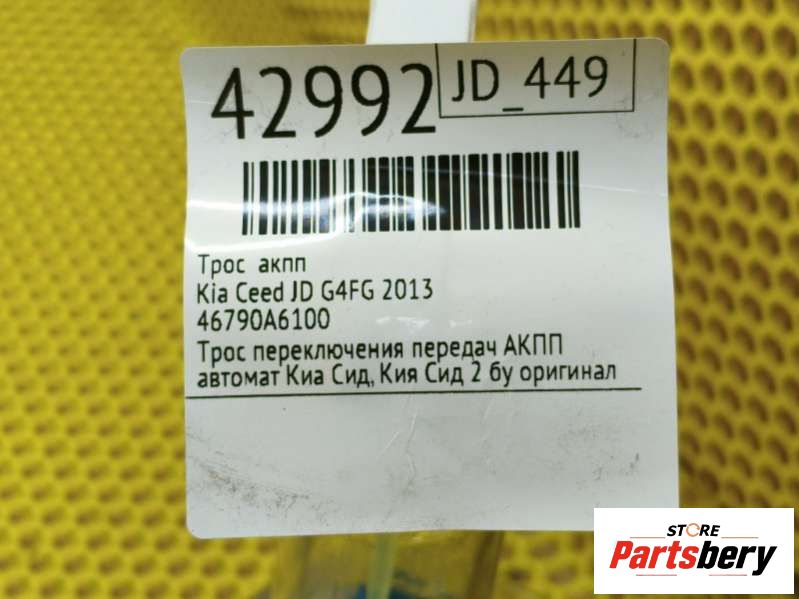 42992
JD_449
Трос акпп
Kia Ceed JD G4FG 2013
46790A6100
Трос переключения передач АКПП
автомат Киа Сид, Кия Сид 2 бу оригинал
STORE
Partsbery